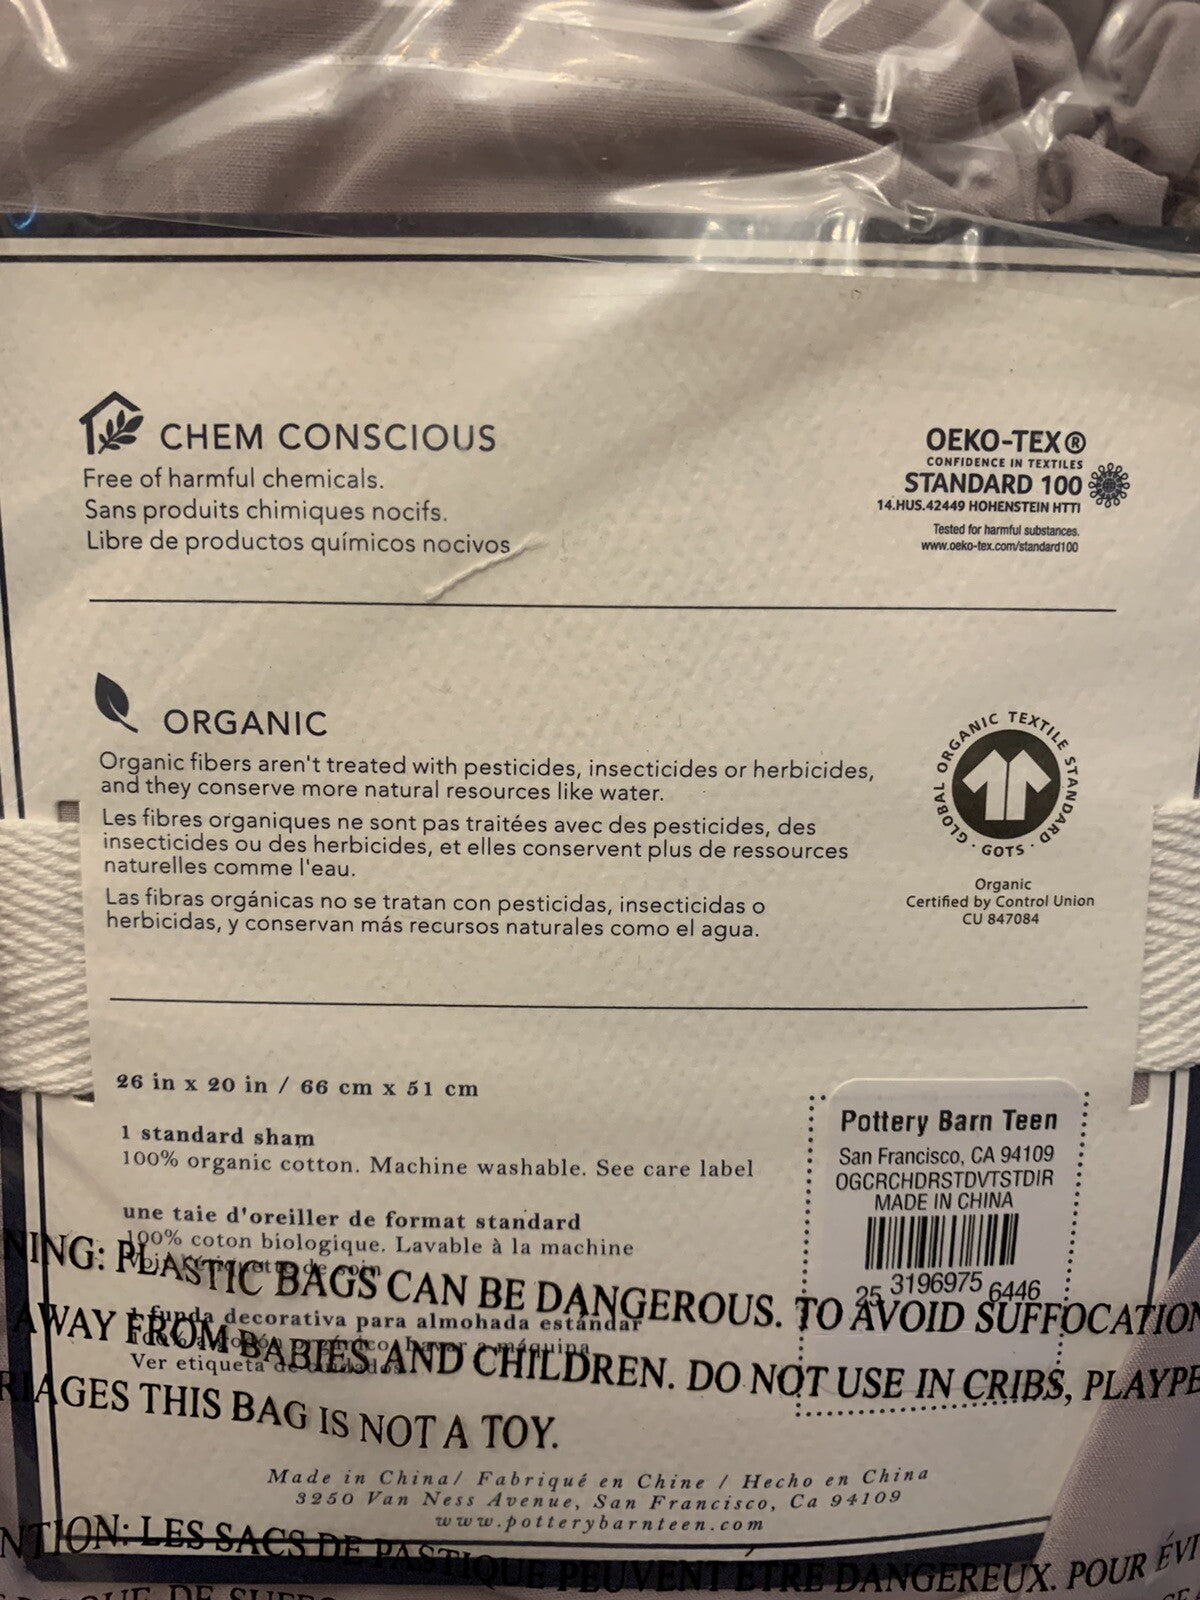 CHEM CONSCIOUS
Free of harmful chemicals.
Sans produits chimiques nocifs.
Libre de productos químicos nocivos
OEKO-TEX®
CONFIDENCE IN TEXTILES
STANDARD 100
14.HUS.42449 HOHENSTEIN HTTI
Tested for harmful substances.
www.oeko-tex.com/standard100
ORGANIC
Organic fibers aren't treated with pesticides, insecticides or herbicides,
and they conserve more natural resources like water.
Les fibres organiques ne sont pas traitées avec des pesticides, des
insecticides ou des herbicides, et elles conservent plus de ressources
naturelles comme l'eau.
Las fibras orgánicas no se tratan con pesticidas, insecticidas o
herbicidas, y conservan más recursos naturales como el agua.
GLOBAL ORGANIC TEXTILE STANDARD · GOTS ·
Organic
Certified by Control Union
CU 847084
26 in x 20 in / 66 cm x 51 cm
1 standard sham
100% organic cotton. Machine washable. See care label
une taie d'oreiller de format standard
100% coton biologique. Lavable à la machine
de soin
1 funda decorativa para almohada estándar
Lavar a máquina
Ver etiqueta de
Pottery Barn Teen
San Francisco, CA 94109
OGCRCHDRSTDVTSTDIR
MADE IN CHINA
25 3196975 6446
NING: PLASTIC BAGS CAN BE DANGEROUS. TO AVOID SUFFOCATION
AWAY FROM BABIES AND CHILDREN. DO NOT USE IN CRIBS, PLAYPE
RIAGES THIS BAG IS NOT A TOY.
Made in China/ Fabriqué en Chine / Hecho en China
3250 Van Ness Avenue, San Francisco, Ca 94109
www.potterybarnteen.com
NTION: LES SACS DE PASTIQUE PEUVENT ÊTRE DANGEREUX. POUR ÉVI
DE